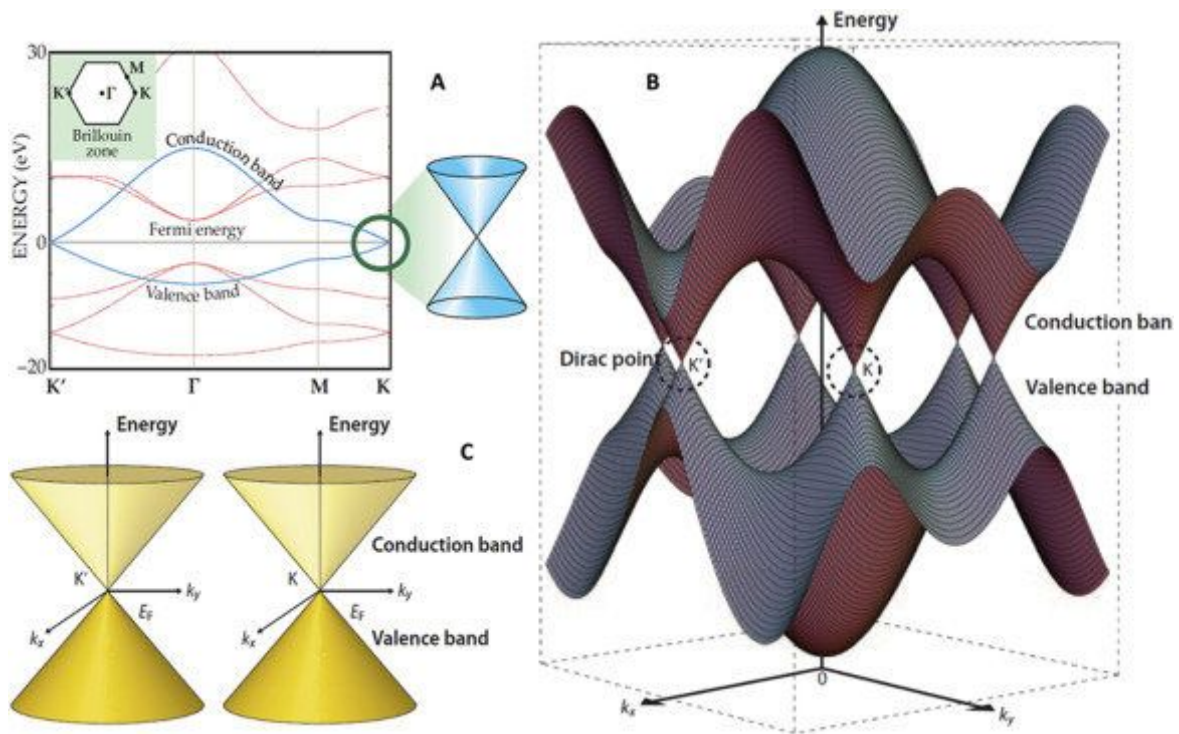 30
M
K'
Γ
K
Brillouin
zone
Conduction band
ENERGY (eV)
Fermi energy
0
Valence band
−20
K'
Γ
M
K
A
Energy
B
Conduction ban
Dirac point
K'
K
Valence band
0
kx
ky
C
Energy
Energy
Conduction band
K'
K
ky
ky
EF
EF
kx
kx
Valence band